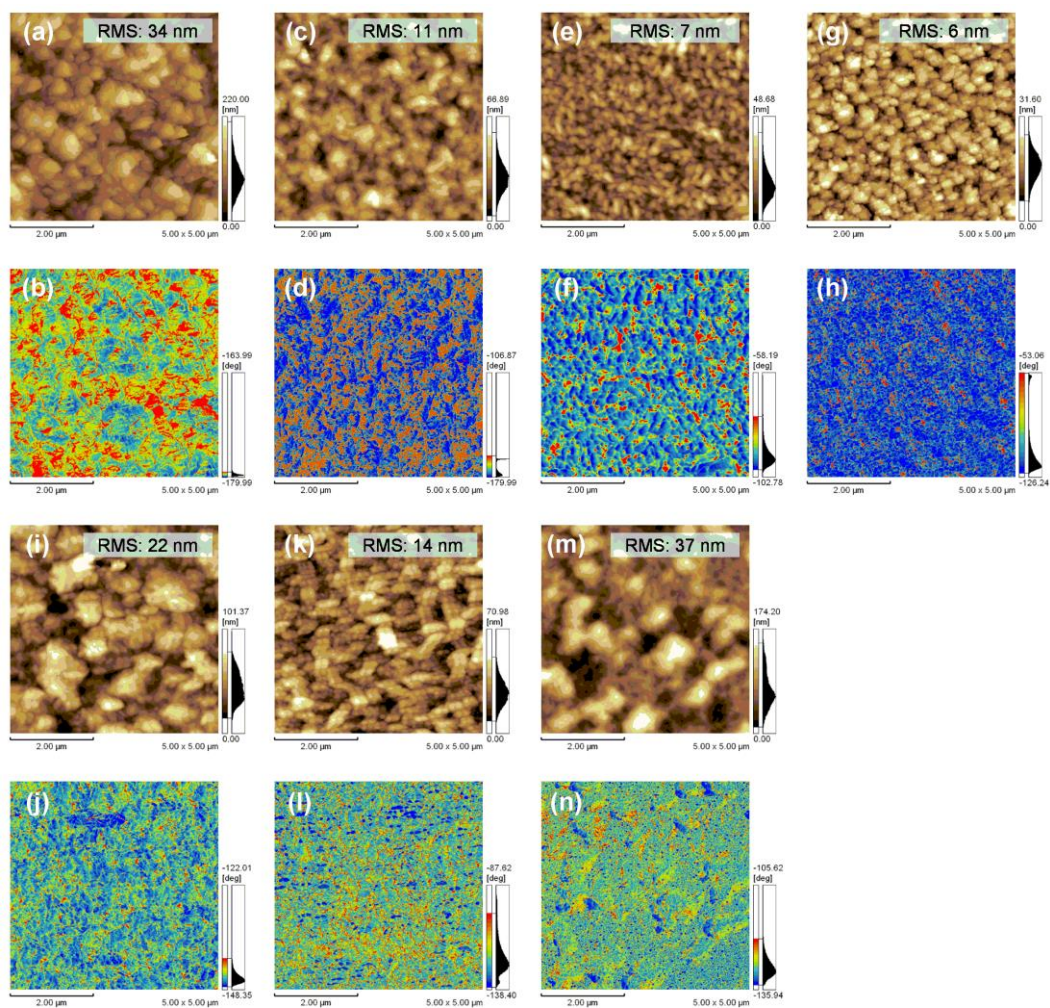 (a) RMS: 34 nm
220.00
[nm]
0.00
2.00 µm 5.00 x 5.00 µm
(c) RMS: 11 nm
66.89
[nm]
0.00
2.00 µm 5.00 x 5.00 µm
(e) RMS: 7 nm
48.68
[nm]
0.00
2.00 µm 5.00 x 5.00 µm
(g) RMS: 6 nm
31.60
[nm]
0.00
2.00 µm 5.00 x 5.00 µm
(b)
-163.99
[deg]
-179.99
2.00 µm 5.00 x 5.00 µm
(d)
-106.87
[deg]
-179.99
2.00 µm 5.00 x 5.00 µm
(f)
-58.19
[deg]
-102.78
2.00 µm 5.00 x 5.00 µm
(h)
-53.06
[deg]
-126.24
2.00 µm 5.00 x 5.00 µm
(i) RMS: 22 nm
101.37
[nm]
0.00
2.00 µm 5.00 x 5.00 µm
(k) RMS: 14 nm
70.98
[nm]
0.00
2.00 µm 5.00 x 5.00 µm
(m) RMS: 37 nm
174.20
[nm]
0.00
2.00 µm 5.00 x 5.00 µm
(j)
-122.01
[deg]
-148.35
2.00 µm 5.00 x 5.00 µm
(l)
-87.62
[deg]
-138.40
2.00 µm 5.00 x 5.00 µm
(n)
-105.62
[deg]
-135.94
2.00 µm 5.00 x 5.00 µm